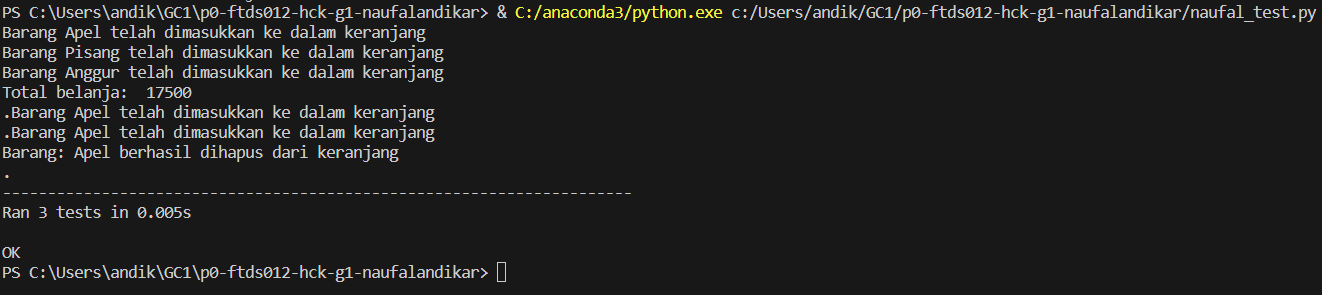 PS C:\Users\andik\GC1\p0-ftds012-hck-g1-naufalandikar> & C:/anaconda3/python.exe c:/Users/andik/GC1/p0-ftds012-hck-g1-naufalandikar/naufal_test.py
Barang Apel telah dimasukkan ke dalam keranjang
Barang Pisang telah dimasukkan ke dalam keranjang
Barang Anggur telah dimasukkan ke dalam keranjang
Total belanja:  17500
.Barang Apel telah dimasukkan ke dalam keranjang
.Barang Apel telah dimasukkan ke dalam keranjang
Barang: Apel berhasil dihapus dari keranjang
.
----------------------------------------------------------------------
Ran 3 tests in 0.005s

OK
PS C:\Users\andik\GC1\p0-ftds012-hck-g1-naufalandikar>